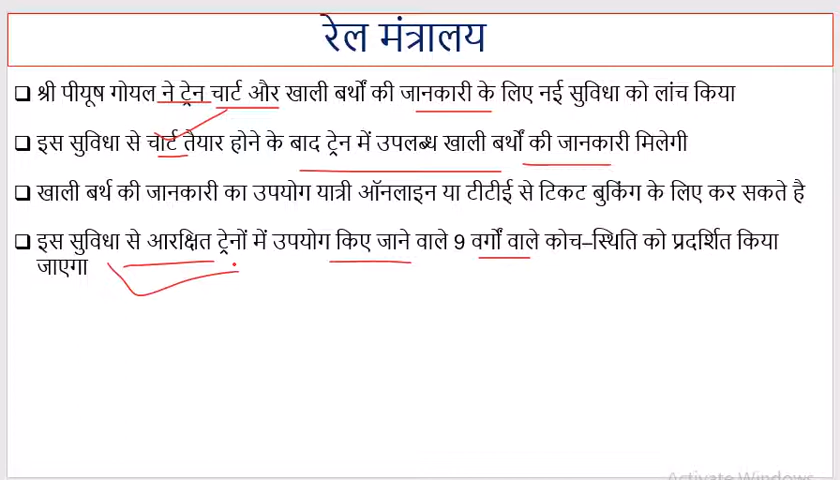 रेल मंत्रालय
❑ श्री पीयूष गोयल ने ट्रेन चार्ट और खाली बर्थों की जानकारी के लिए नई सुविधा को लांच किया
❑ इस सुविधा से चार्ट तैयार होने के बाद ट्रेन में उपलब्ध खाली बर्थों की जानकारी मिलेगी
❑ खाली बर्थ की जानकारी का उपयोग यात्री ऑनलाइन या टीटीई से टिकट बुकिंग के लिए कर सकते है
❑ इस सुविधा से आरक्षित ट्रेनों में उपयोग किए जाने वाले 9 वर्गों वाले कोच–स्थिति को प्रदर्शित किया
जाएगा
Activate Windows